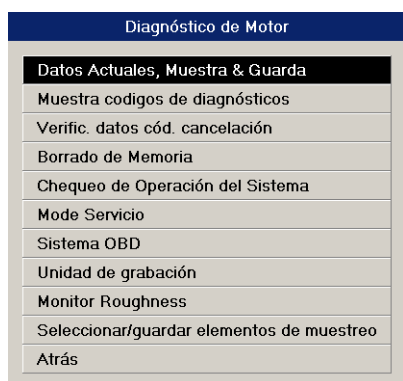 Diagnóstico de Motor
Datos Actuales, Muestra & Guarda
Muestra codigos de diagnósticos
Verific. datos cód. cancelación
Borrado de Memoria
Chequeo de Operación del Sistema
Mode Servicio
Sistema OBD
Unidad de grabación
Monitor Roughness
Seleccionar/guardar elementos de muestreo
Atrás